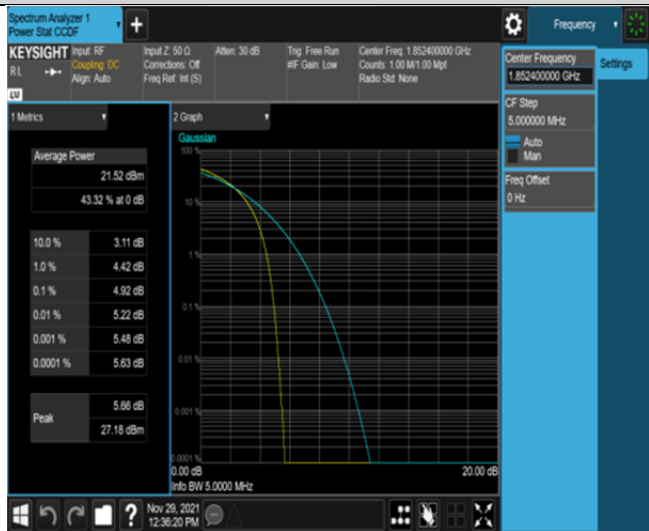 Spectrum Analyzer 1
Power Stat CCDF
Frequency
KEYSIGHT
Input: RF
Coupling: DC
Align: Auto
Input Z: 50 Ω
Corrections: Off
Freq Ref: Int (S)
Atten: 30 dB
Trig: Free Run
#IF Gain: Low
Center Freq: 1.852400000 GHz
Counts: 1.00 M/1.00 Mpt
Radio Std: None
R L
LXI
Center Frequency
1.852400000 GHz
Settings
CF Step
5.000000 MHz
Auto
Man
Freq Offset
0 Hz
1 Metrics
Average Power
21.52 dBm
43.32 % at 0 dB
10.0 % 3.11 dB
1.0 % 4.42 dB
0.1 % 4.92 dB
0.01 % 5.22 dB
0.001 % 5.48 dB
0.0001 % 5.63 dB
Peak
5.66 dB
27.18 dBm
2 Graph
Gaussian
100 %
10 %
1 %
0.1 %
0.01 %
0.001 %
0.0001 %
0.00 dB
20.00 dB
Info BW 5.0000 MHz
?
Nov 29, 2021
12:36:20 PM